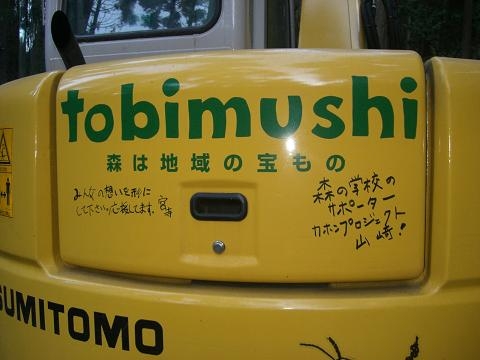 tobimushi
森は地域の宝もの
みんなの想いを形に
して下さい。応援してます。
森の学校の
サポーター
カホンプロジェクト
山崎!
SUMITOMO